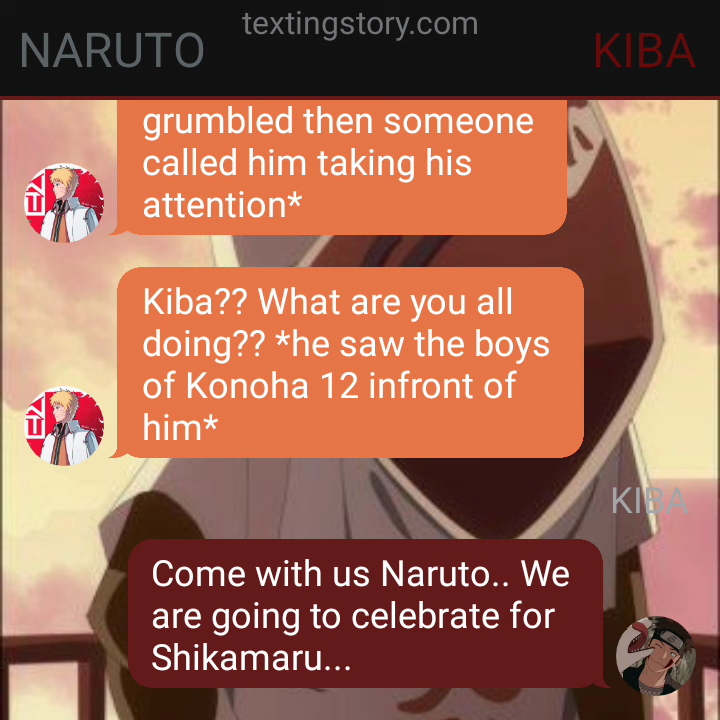 textingstory.com
NARUTO
KIBA
grumbled then someone
called him taking his
attention*
Kiba?? What are you all
doing?? *he saw the boys
of Konoha 12 infront of
him*
KIBA
Come with us Naruto.. We
are going to celebrate for
Shikamaru...